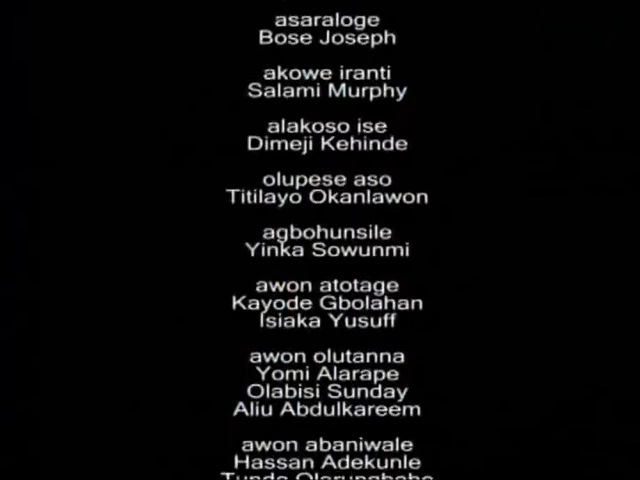 asaraloge
Bose Joseph
akowe iranti
Salami Murphy
alakoso ise
Dimeji Kehinde
olupese aso
Titilayo Okanlawon
agbohunsile
Yinka Sowunmi
awon atotage
Kayode Gbolahan
Isiaka Yusuff
awon olutanna
Yomi Alarape
Olabisi Sunday
Aliu Abdulkareem
awon abaniwale
Hassan Adekunle